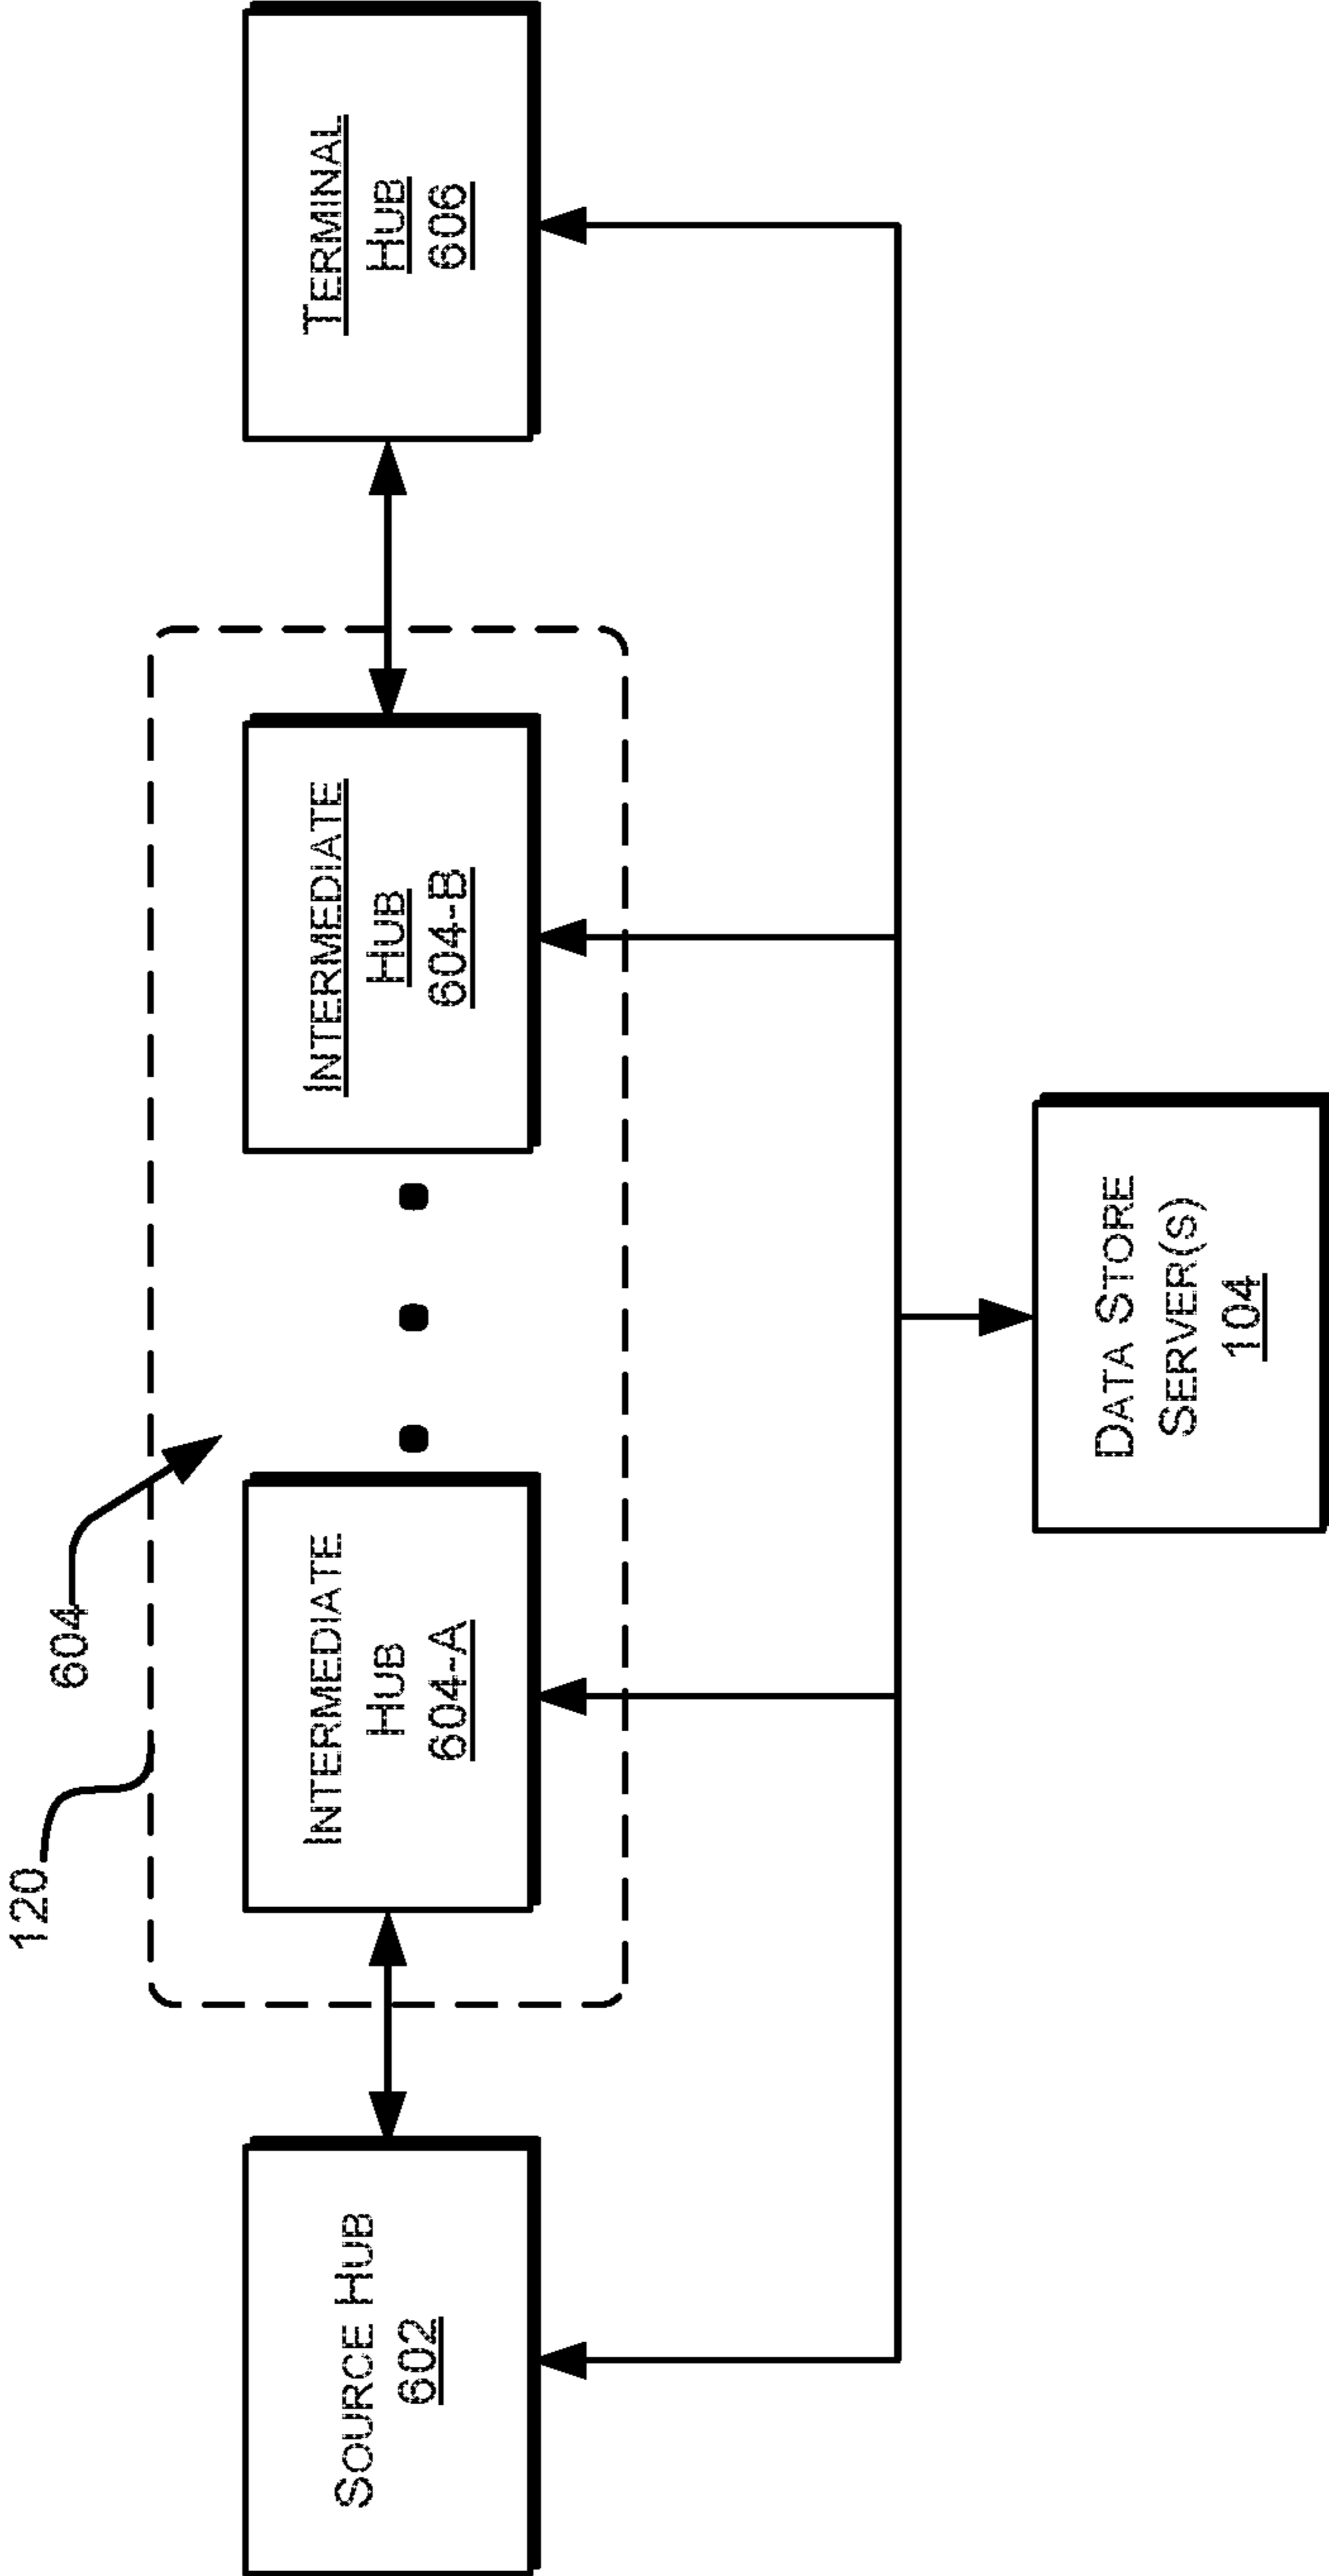 120
604
SOURCE HUB
602
INTERMEDIATE
HUB
604-A
INTERMEDIATE
HUB
604-B
TERMINAL
HUB
606
DATA STORE
SERVER(S)
104